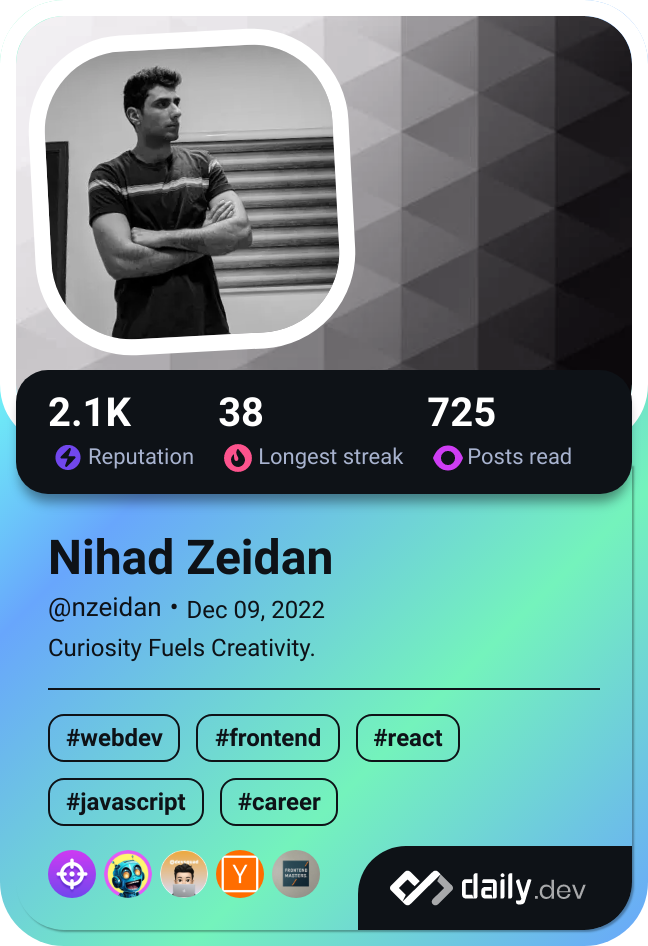 2.1K 38 725
Reputation Longest streak Posts read
Nihad Zeidan
@nzeidan • Dec 09, 2022
Curiosity Fuels Creativity.
#webdev #frontend #react
#javascript #career
Y
FRONTEND
MASTERS
daily.dev